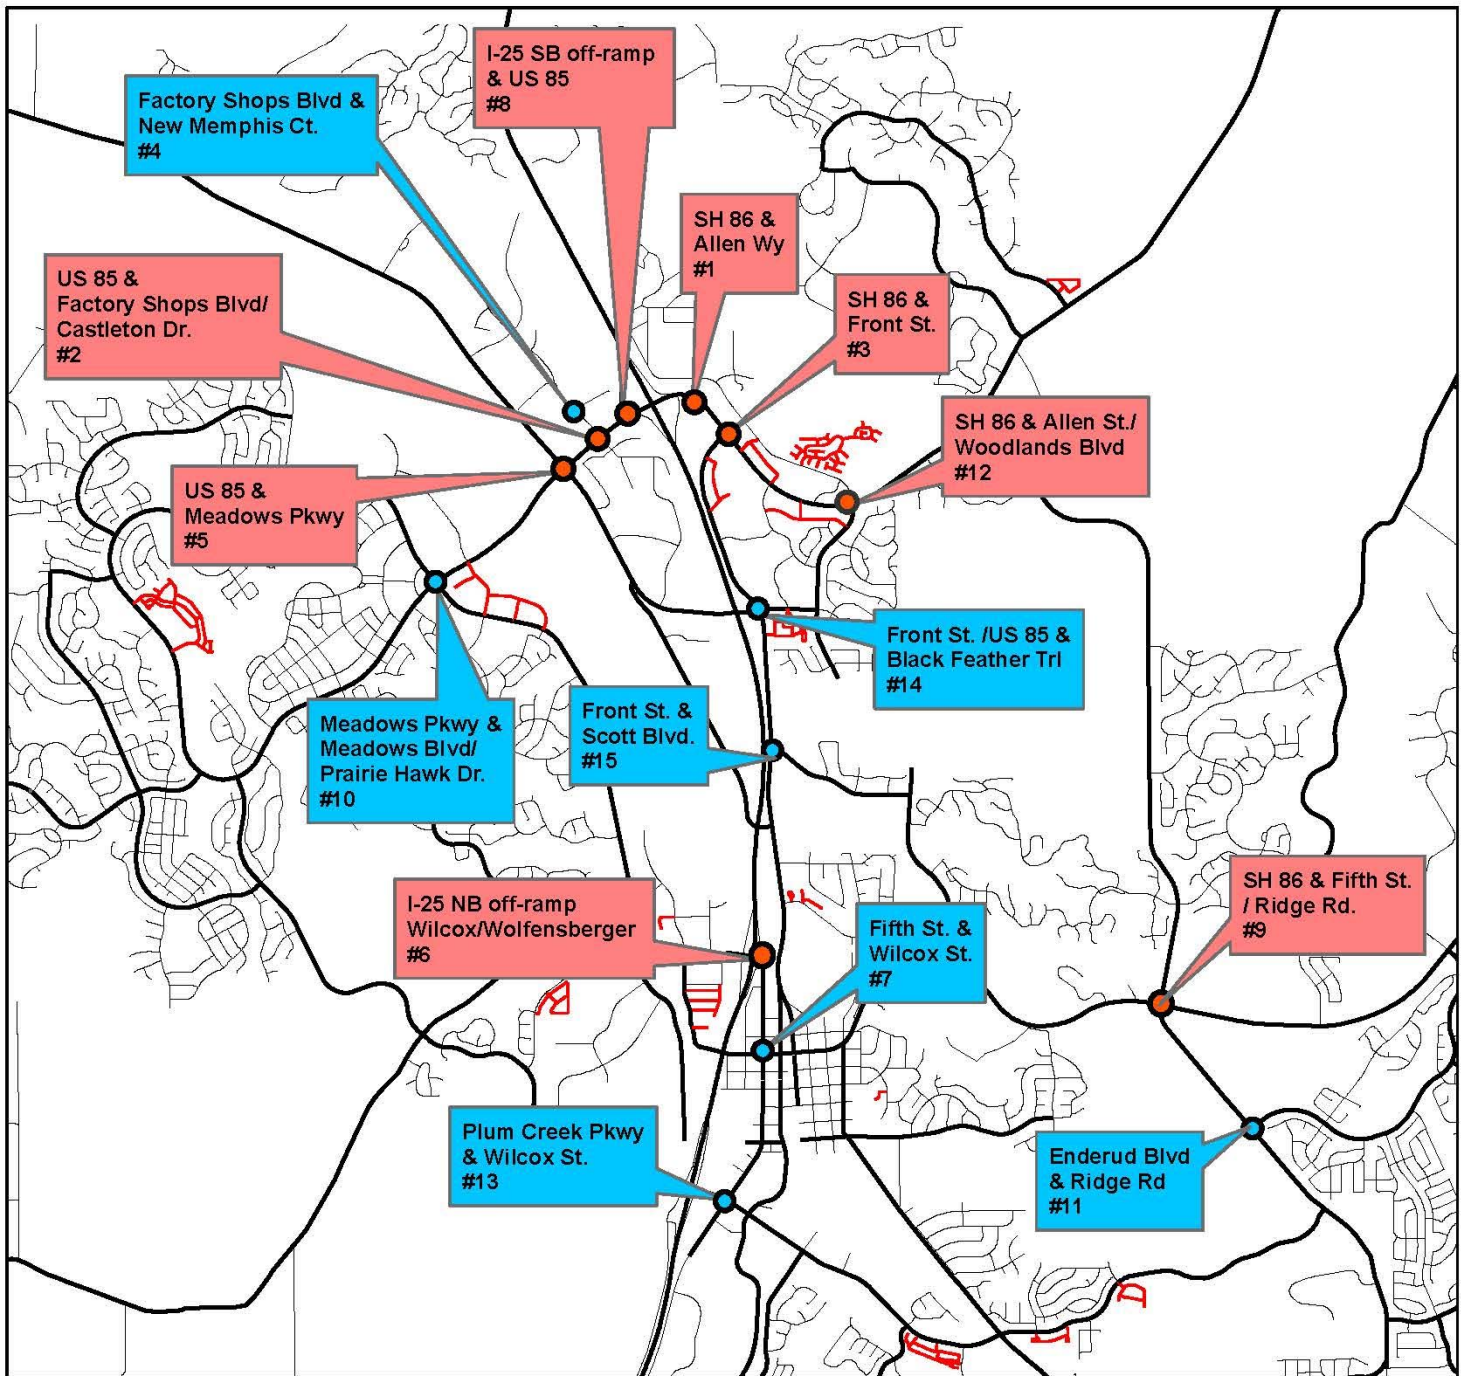 I-25 SB off-ramp
& US 85
#8
Factory Shops Blvd &
New Memphis Ct.
#4
SH 86 &
Allen Wy
#1
US 85 &
Factory Shops Blvd/
Castleton Dr.
#2
SH 86 &
Front St.
#3
SH 86 & Allen St./
Woodlands Blvd
#12
US 85 &
Meadows Pkwy
#5
Front St. /US 85 &
Black Feather Trl
#14
Meadows Pkwy &
Meadows Blvd/
Prairie Hawk Dr.
#10
Front St. &
Scott Blvd.
#15
SH 86 & Fifth St.
/ Ridge Rd.
#9
I-25 NB off-ramp
Wilcox/Wolfensberger
#6
Fifth St. &
Wilcox St.
#7
Plum Creek Pkwy
& Wilcox St.
#13
Enderud Blvd
& Ridge Rd
#11